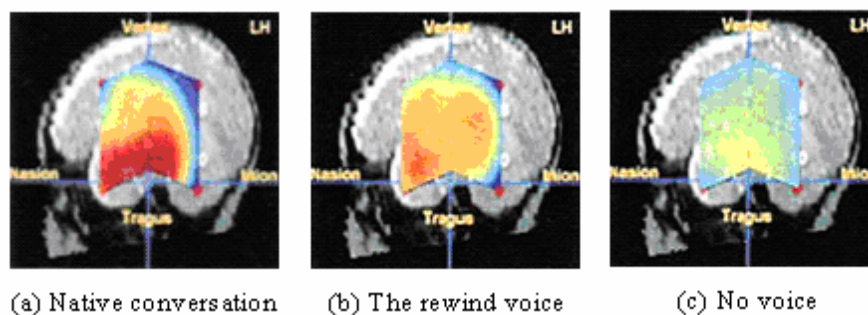 Vertex LH
Nasion Inion
Tragus
Vertex LH
Nasion Inion
Tragus
Vertex LH
Nasion Inion
Tragus
(a) Native conversation
(b) The rewind voice
(c) No voice